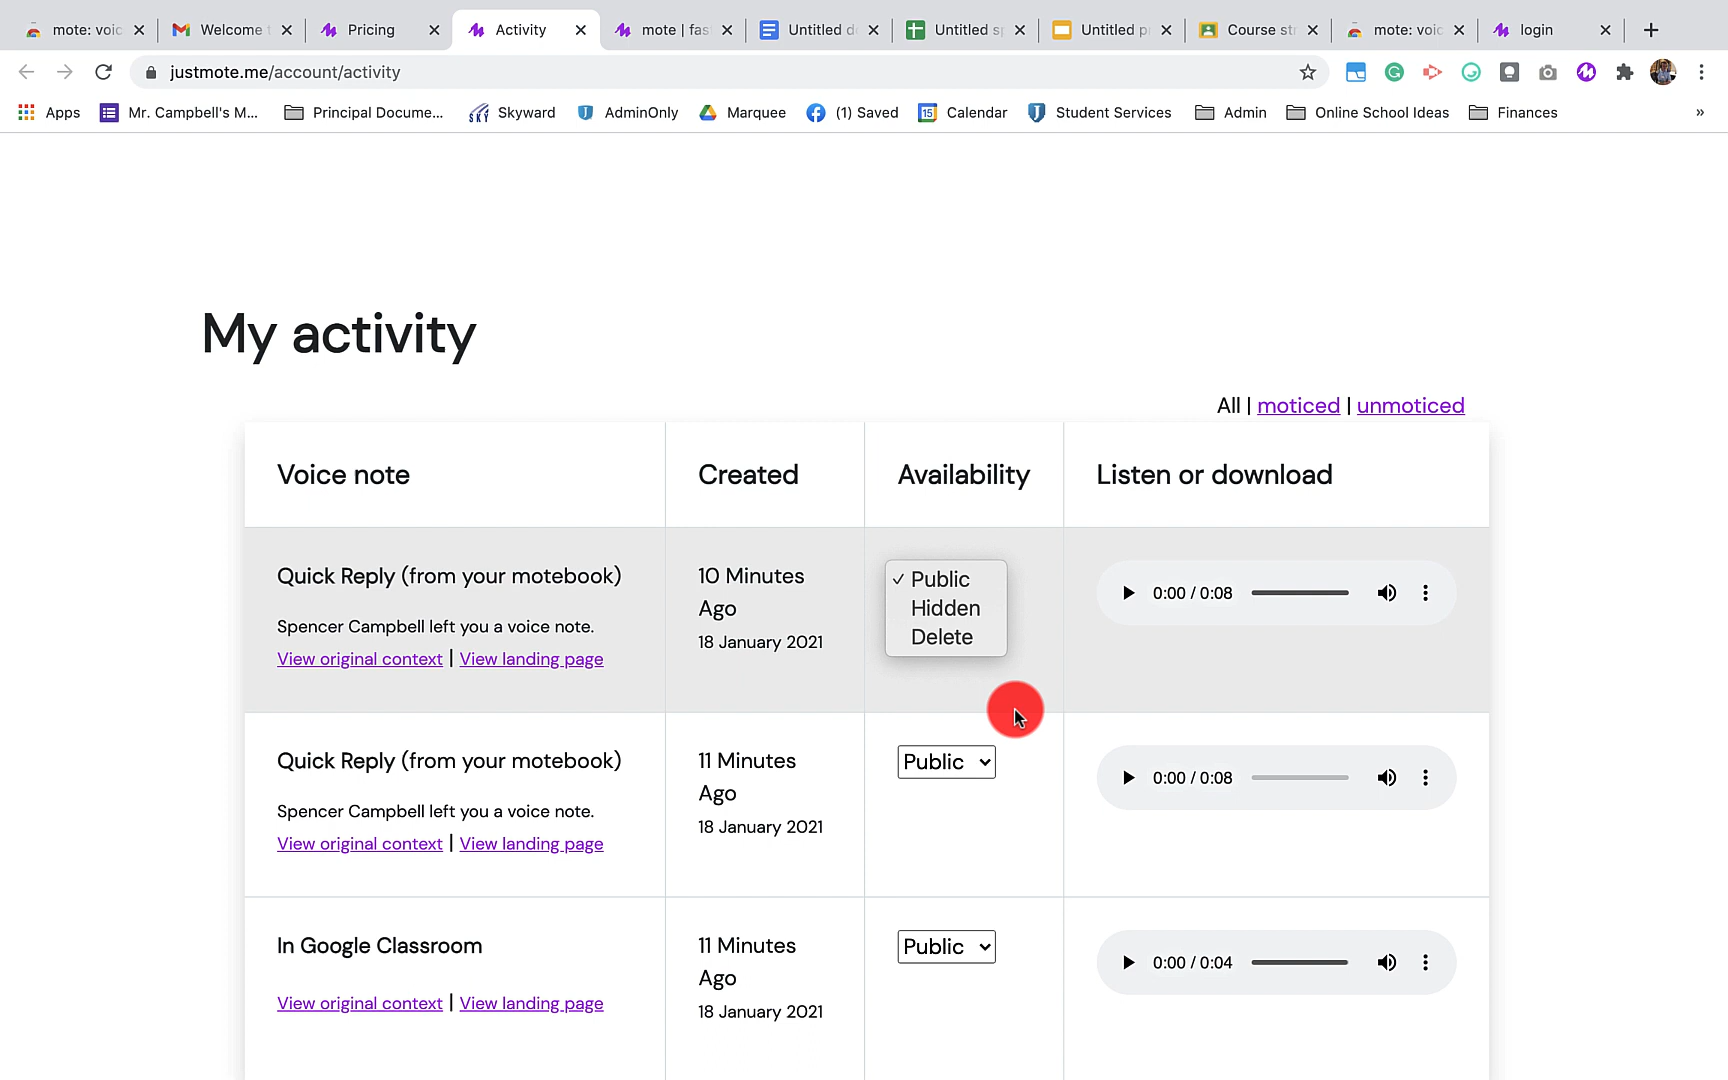 mote: voic
Welcome t
Pricing
Activity
mote | fas
Untitled d
Untitled sp
Untitled pr
Course str
mote: voic
login
justmote.me/account/activity
Apps
Mr. Campbell's M...
Principal Docume...
Skyward
AdminOnly
Marquee
(1) Saved
15
Calendar
Student Services
Admin
Online School Ideas
Finances
»
My activity
All | moticed | unmoticed
Voice note
Created
Availability
Listen or download
Quick Reply (from your motebook)
Spencer Campbell left you a voice note.
View original context | View landing page
10 Minutes
Ago
18 January 2021
✓ Public
Hidden
Delete
0:00 / 0:08
Quick Reply (from your motebook)
Spencer Campbell left you a voice note.
View original context | View landing page
11 Minutes
Ago
18 January 2021
Public
0:00 / 0:08
In Google Classroom
View original context | View landing page
11 Minutes
Ago
18 January 2021
Public
0:00 / 0:04